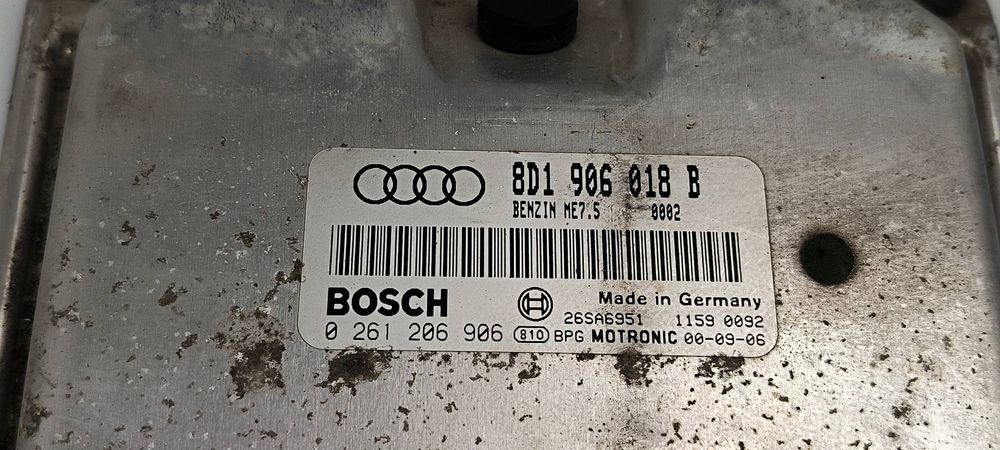 8D1 906 018 B
BENZIN ME7.5 0002
BOSCH Made in Germany
26SA6951 1159 0092
0 261 206 906 810 BPG MOTRONIC 00-09-06